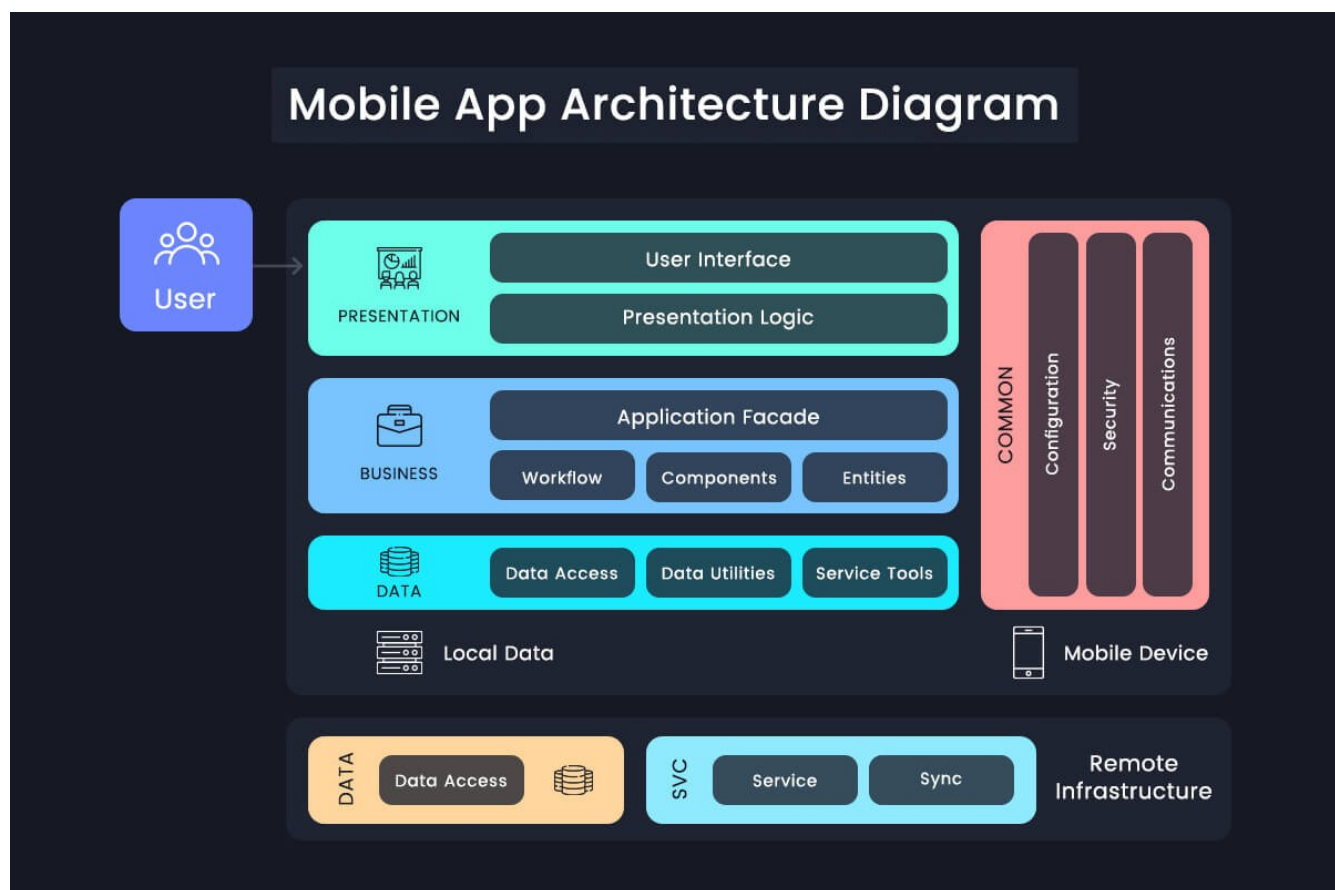 Mobile App Architecture Diagram
User
PRESENTATION
User Interface
Presentation Logic
BUSINESS
Application Facade
Workflow
Components
Entities
DATA
Data Access
Data Utilities
Service Tools
COMMON
Configuration
Security
Communications
Local Data
Mobile Device
DATA
Data Access
SVC
Service
Sync
Remote
Infrastructure